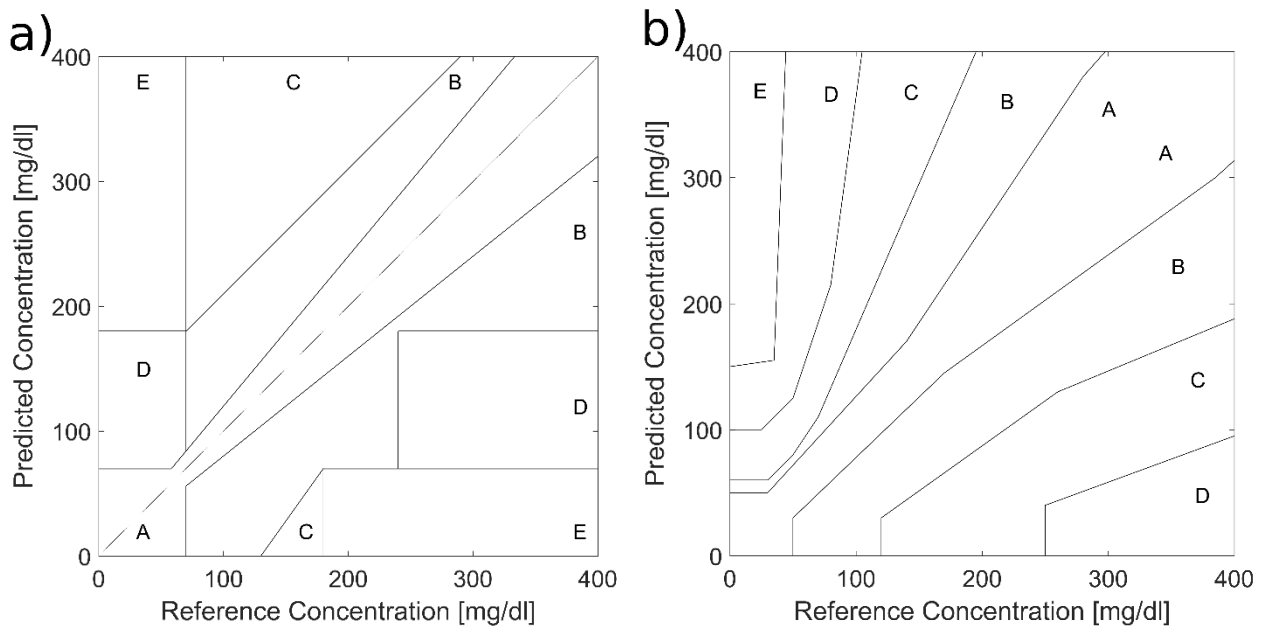 a)
Predicted Concentration [mg/dl]
400
300
200
100
0
E
C
B
B
D
D
A
C
E
0
100
200
300
400
Reference Concentration [mg/dl]
b)
Predicted Concentration [mg/dl]
400
300
200
100
0
E
D
C
B
A
A
B
C
D
0
100
200
300
400
Reference Concentration [mg/dl]